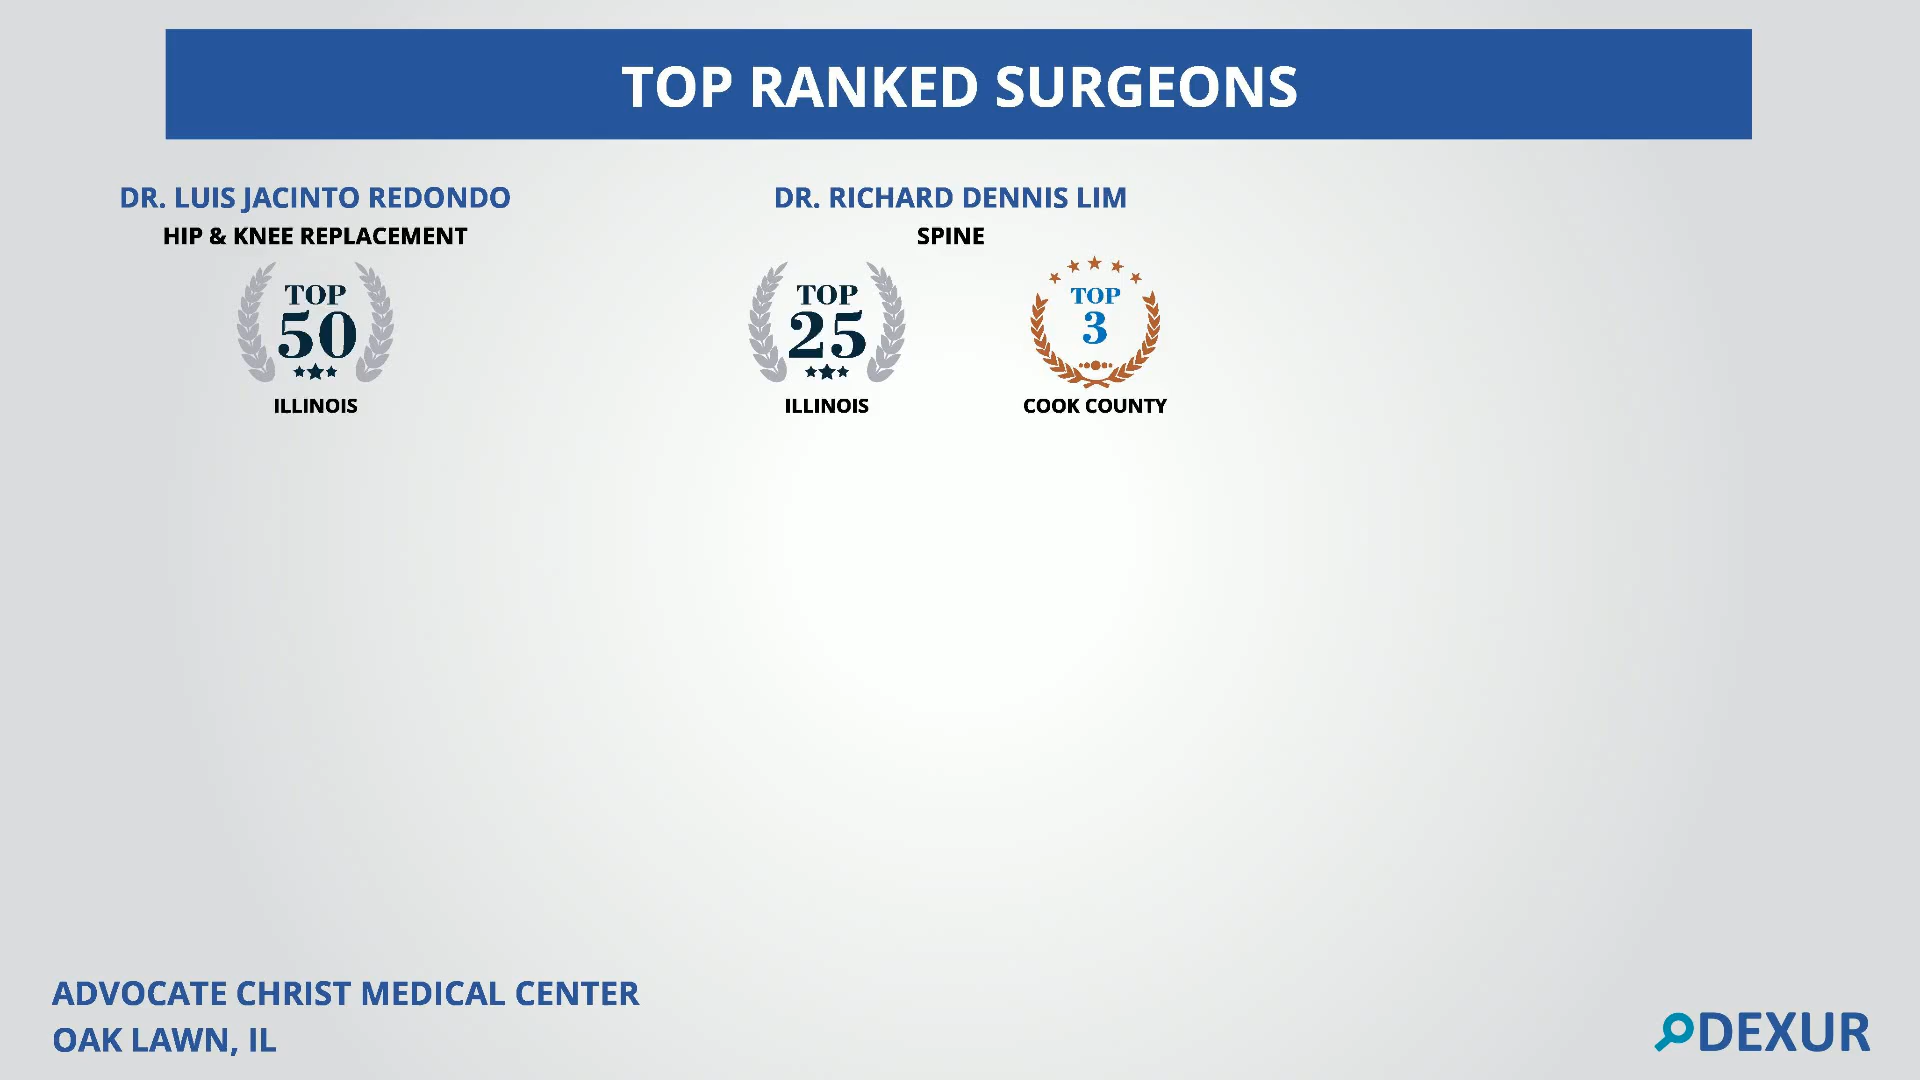 TOP RANKED SURGEONS
DR. LUIS JACINTO REDONDO
HIP & KNEE REPLACEMENT
TOP
50
ILLINOIS
DR. RICHARD DENNIS LIM
SPINE
TOP
25
ILLINOIS
TOP
3
COOK COUNTY
ADVOCATE CHRIST MEDICAL CENTER
OAK LAWN, IL
DEXUR